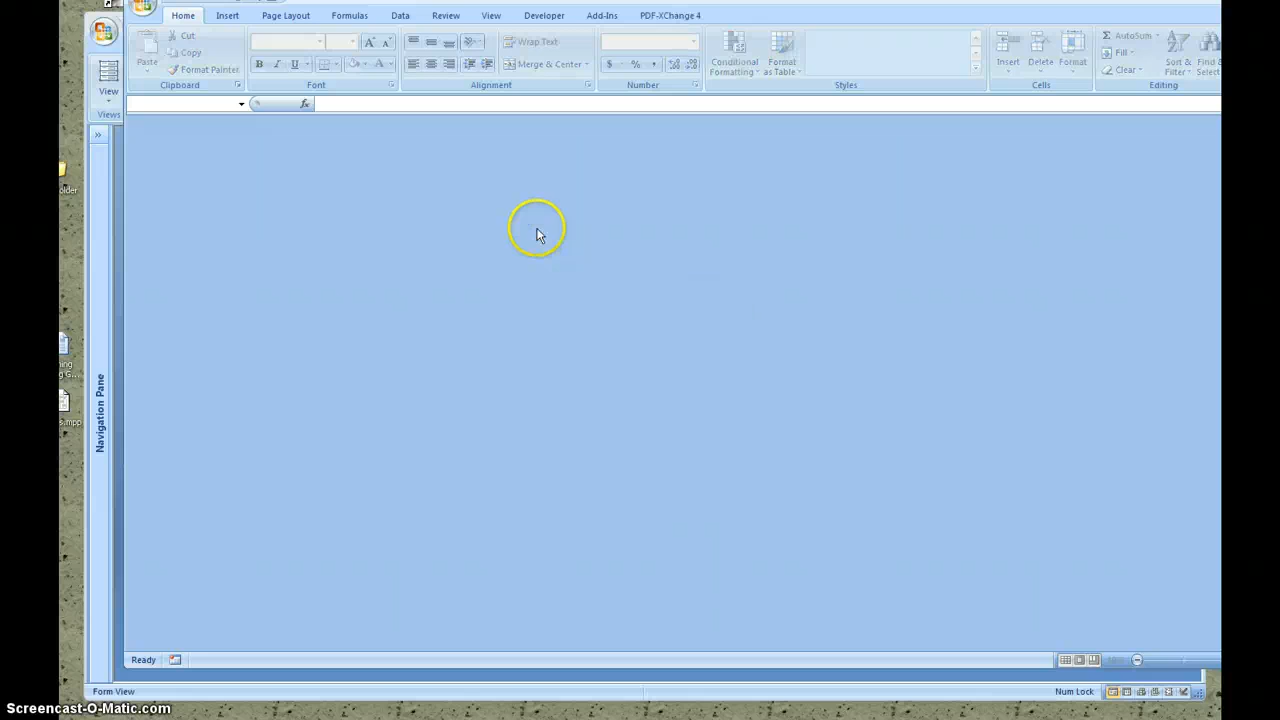 Home Insert Page Layout Formulas Data Review View Developer Add-Ins PDF-XChange 4
Cut
Copy
Format Painter
Paste
Clipboard
B I U
Font
Wrap Text
Merge & Center
Alignment
$ % ,
Number
Conditional Formatting
Format as Table
Styles
Insert Delete Format
Cells
Σ AutoSum
Fill
Clear
Sort & Filter
Find & Select
Editing
View
Views
fx
older
Navigation Pane
ning
g G...
s.mpp
Ready
Form View
Num Lock
Screencast-O-Matic.com